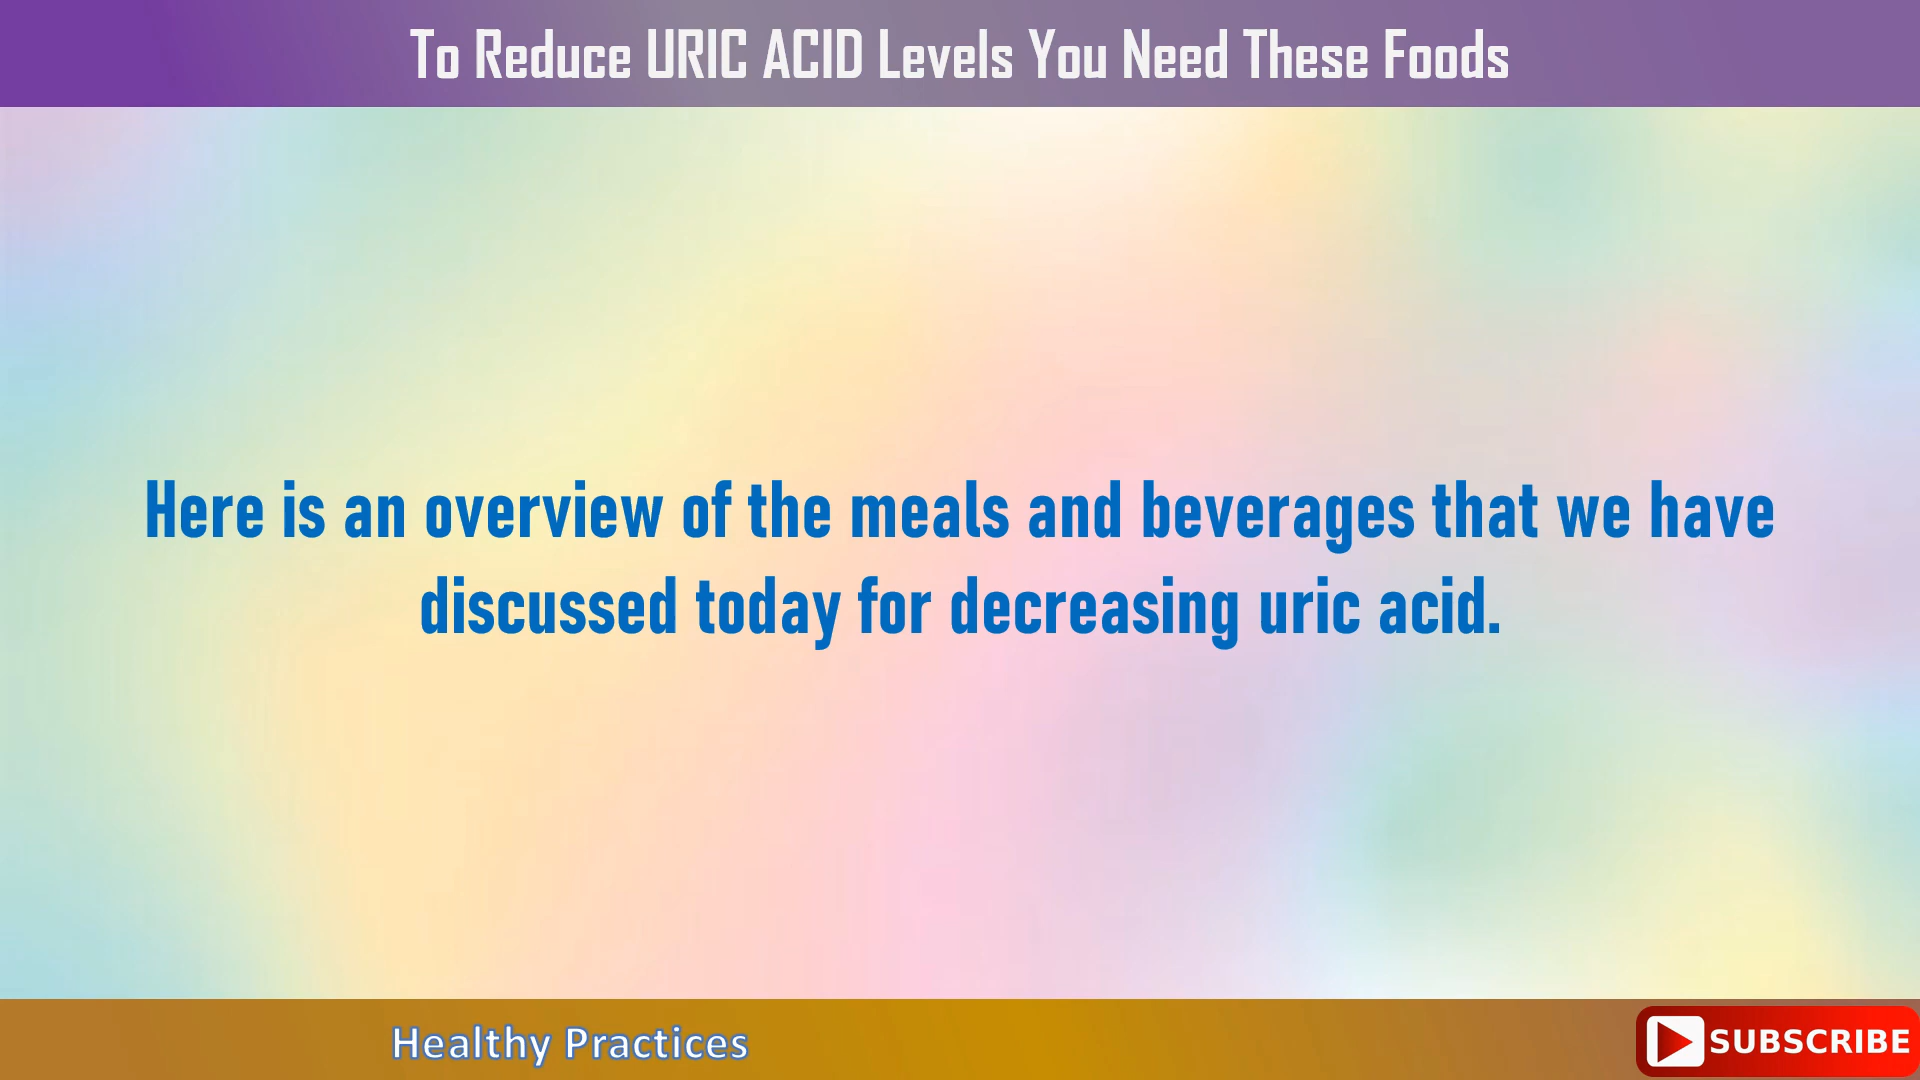 To Reduce URIC ACID Levels You Need These Foods
Here is an overview of the meals and beverages that we have
discussed today for decreasing uric acid.
Healthy Practices
SUBSCRIBE